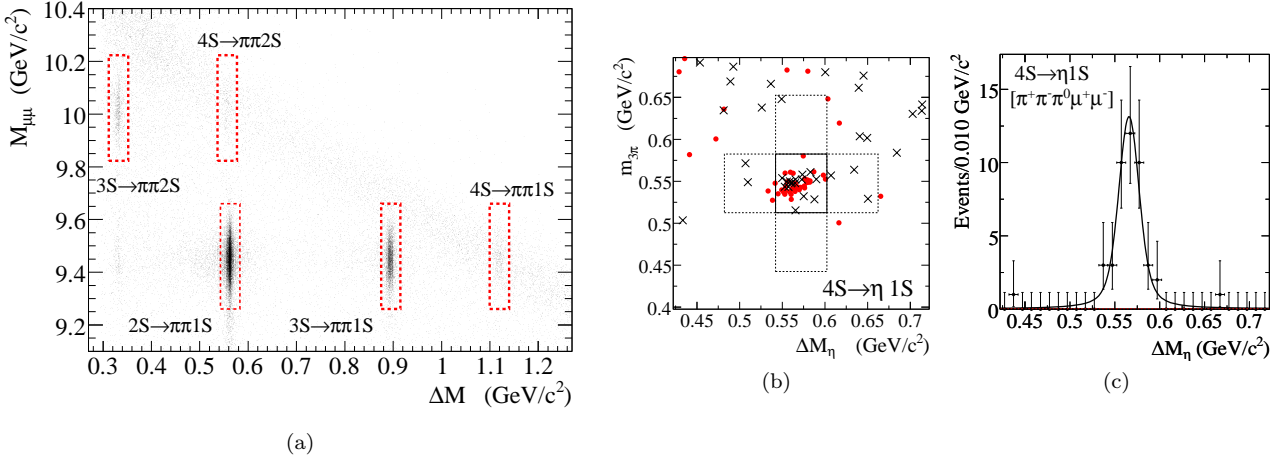 10.4
10.2
10
9.8
9.6
9.4
9.2
M_μμ (GeV/c²)
4S→ππ2S
3S→ππ2S
4S→ππ1S
2S→ππ1S
3S→ππ1S
0.3 0.4 0.5 0.6 0.7 0.8 0.9 1 1.1 1.2
ΔM (GeV/c²)
(a)
m_3π (GeV/c²)
0.65
0.6
0.55
0.5
0.45
0.4
4S→η 1S
0.45 0.5 0.55 0.6 0.65 0.7
ΔM_η (GeV/c²)
(b)
Events/0.010 GeV/c²
15
10
5
0
4S→η1S
[π⁺π⁻π⁰μ⁺μ⁻]
0.45 0.5 0.55 0.6 0.65 0.7
ΔM_η (GeV/c²)
(c)